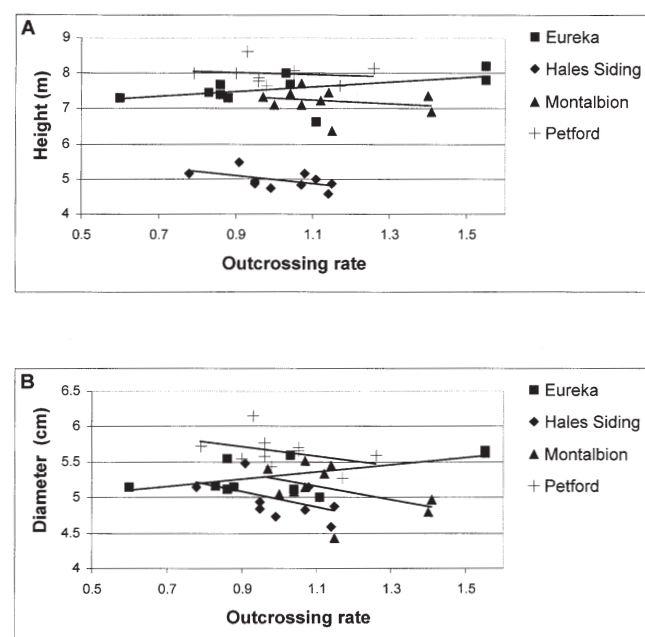 A
Height (m)
9
8
7
6
5
4
0.5 0.7 0.9 1.1 1.3 1.5
Outcrossing rate
Eureka
Hales Siding
Montalbion
Petford
B
Diameter (cm)
6.5
6
5.5
5
4.5
4
0.5 0.7 0.9 1.1 1.3 1.5
Outcrossing rate
Eureka
Hales Siding
Montalbion
Petford